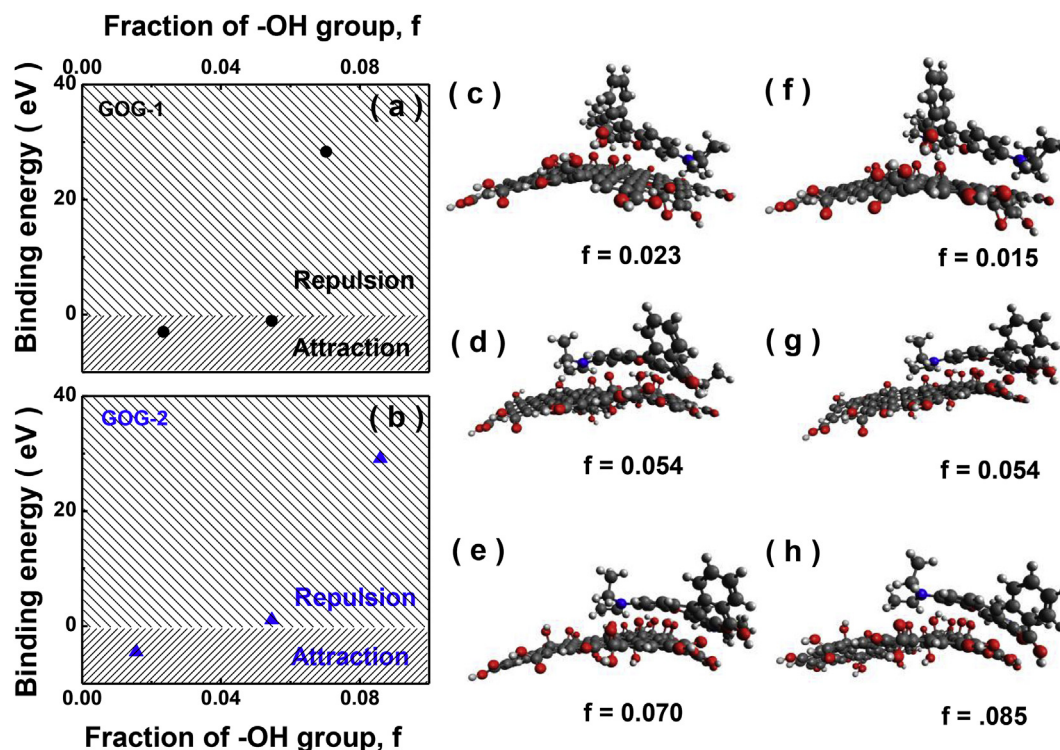 Fraction of -OH group, f
0.00 0.04 0.08
Binding energy ( eV )
40
20
0
GOG-1
( a )
Repulsion
Attraction
Binding energy ( eV )
40
20
0
GOG-2
( b )
Repulsion
Attraction
0.00 0.04 0.08
Fraction of -OH group, f
( c )
f = 0.023
( f )
f = 0.015
( d )
f = 0.054
( g )
f = 0.054
( e )
f = 0.070
( h )
f = .085